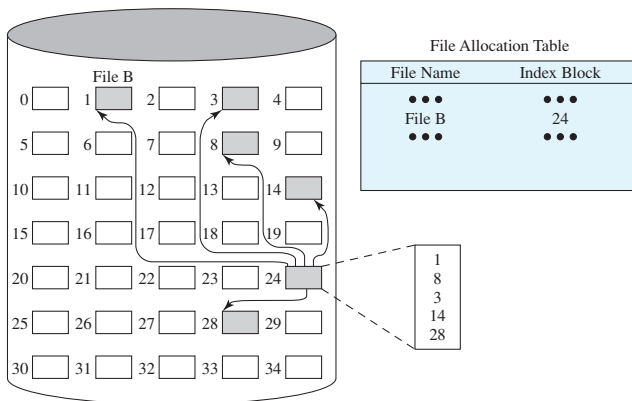 File B
0 1 2 3 4
5 6 7 8 9
10 11 12 13 14
15 16 17 18 19
20 21 22 23 24
25 26 27 28 29
30 31 32 33 34
File Allocation Table
File Name Index Block
••• •••
File B 24
••• •••
1
8
3
14
28